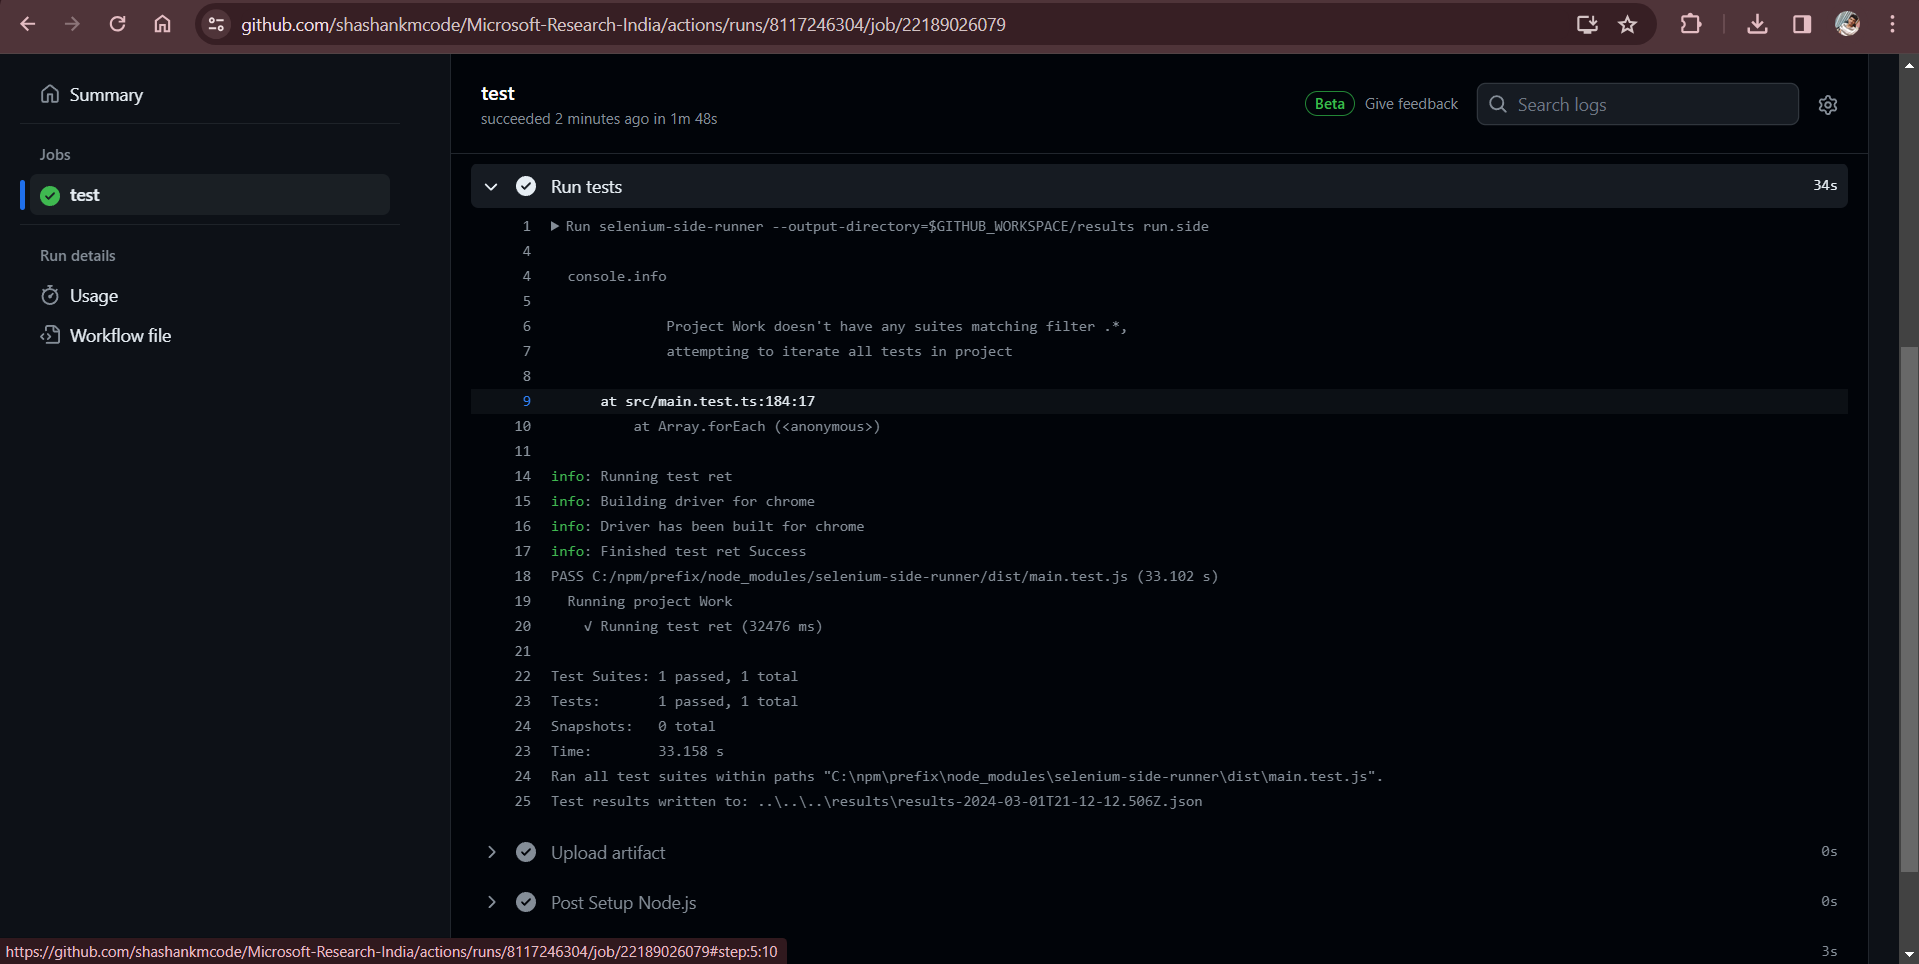 github.com/shashankmcode/Microsoft-Research-India/actions/runs/8117246304/job/22189026079
Summary
Jobs
test
Run details
Usage
Workflow file
test
succeeded 2 minutes ago in 1m 48s
Beta Give feedback
Search logs
Run tests 34s
1 Run selenium-side-runner --output-directory=$GITHUB_WORKSPACE/results run.side
4
4 console.info
5
6 Project Work doesn't have any suites matching filter .*,
7 attempting to iterate all tests in project
8
9 at src/main.test.ts:184:17
10 at Array.forEach (<anonymous>)
11
14 info: Running test ret
15 info: Building driver for chrome
16 info: Driver has been built for chrome
17 info: Finished test ret Success
18 PASS C:/npm/prefix/node_modules/selenium-side-runner/dist/main.test.js (33.102 s)
19 Running project Work
20 √ Running test ret (32476 ms)
21
22 Test Suites: 1 passed, 1 total
23 Tests: 1 passed, 1 total
24 Snapshots: 0 total
23 Time: 33.158 s
24 Ran all test suites within paths "C:\npm\prefix\node_modules\selenium-side-runner\dist\main.test.js".
25 Test results written to: ..\..\..\results\results-2024-03-01T21-12-12.506Z.json
Upload artifact 0s
Post Setup Node.js 0s
3s
https://github.com/shashankmcode/Microsoft-Research-India/actions/runs/8117246304/job/22189026079#step:5:10